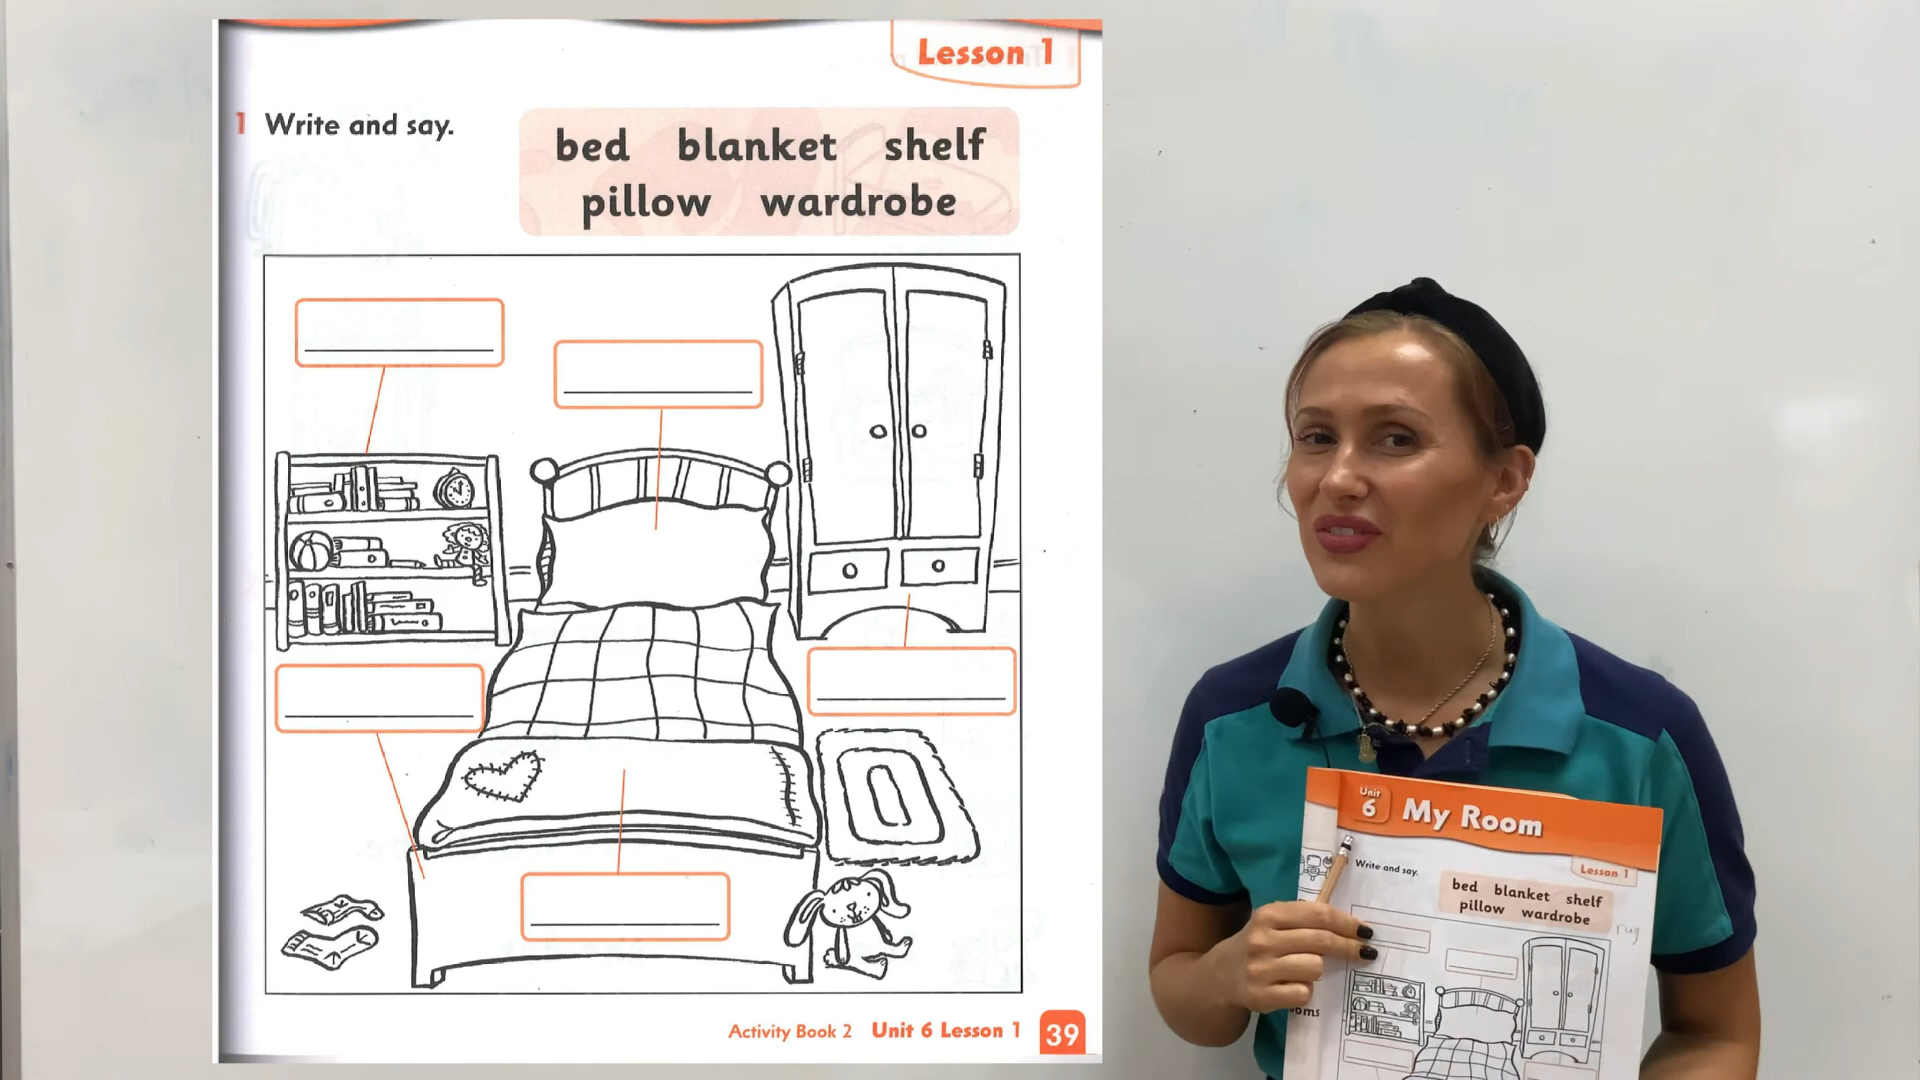 Lesson 1
1 Write and say.
bed blanket shelf
pillow wardrobe
Activity Book 2 Unit 6 Lesson 1 39
Unit
6 My Room
Lesson 1
Write and say.
bed blanket shelf
pillow wardrobe
rug
ooms